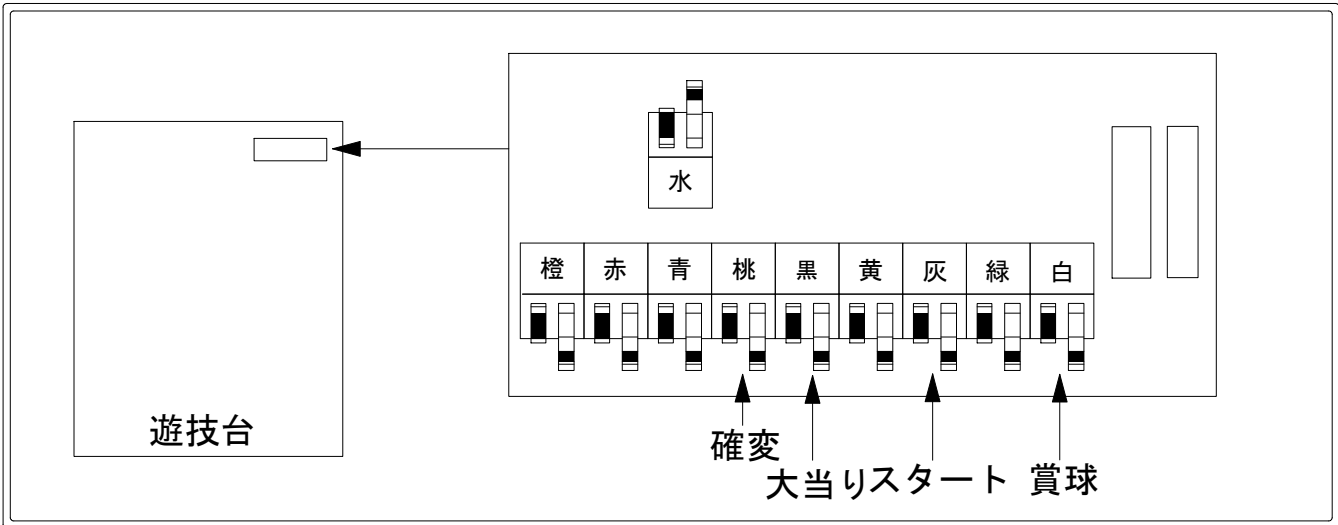 水
橙 赤 青 桃 黒 黄 灰 緑 白
遊技台
確変
大当り スタート 賞球